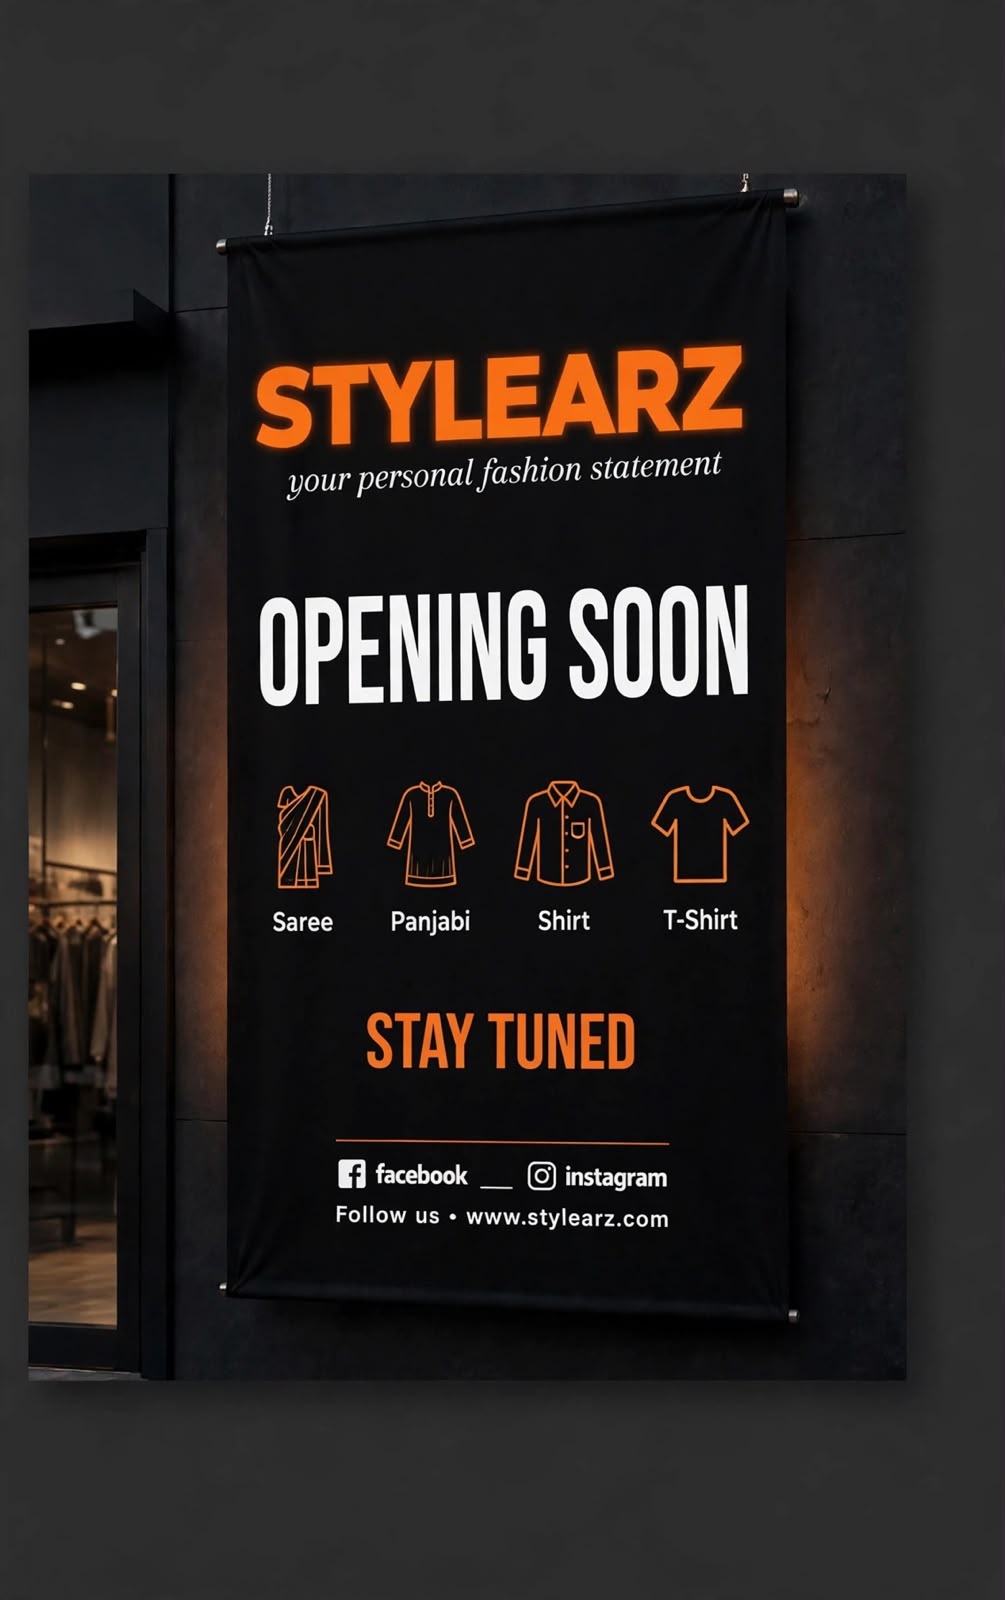 STYLEARZ
your personal fashion statement
OPENING SOON
Saree Panjabi Shirt T-Shirt
STAY TUNED
facebook __ instagram
Follow us • www.stylearz.com